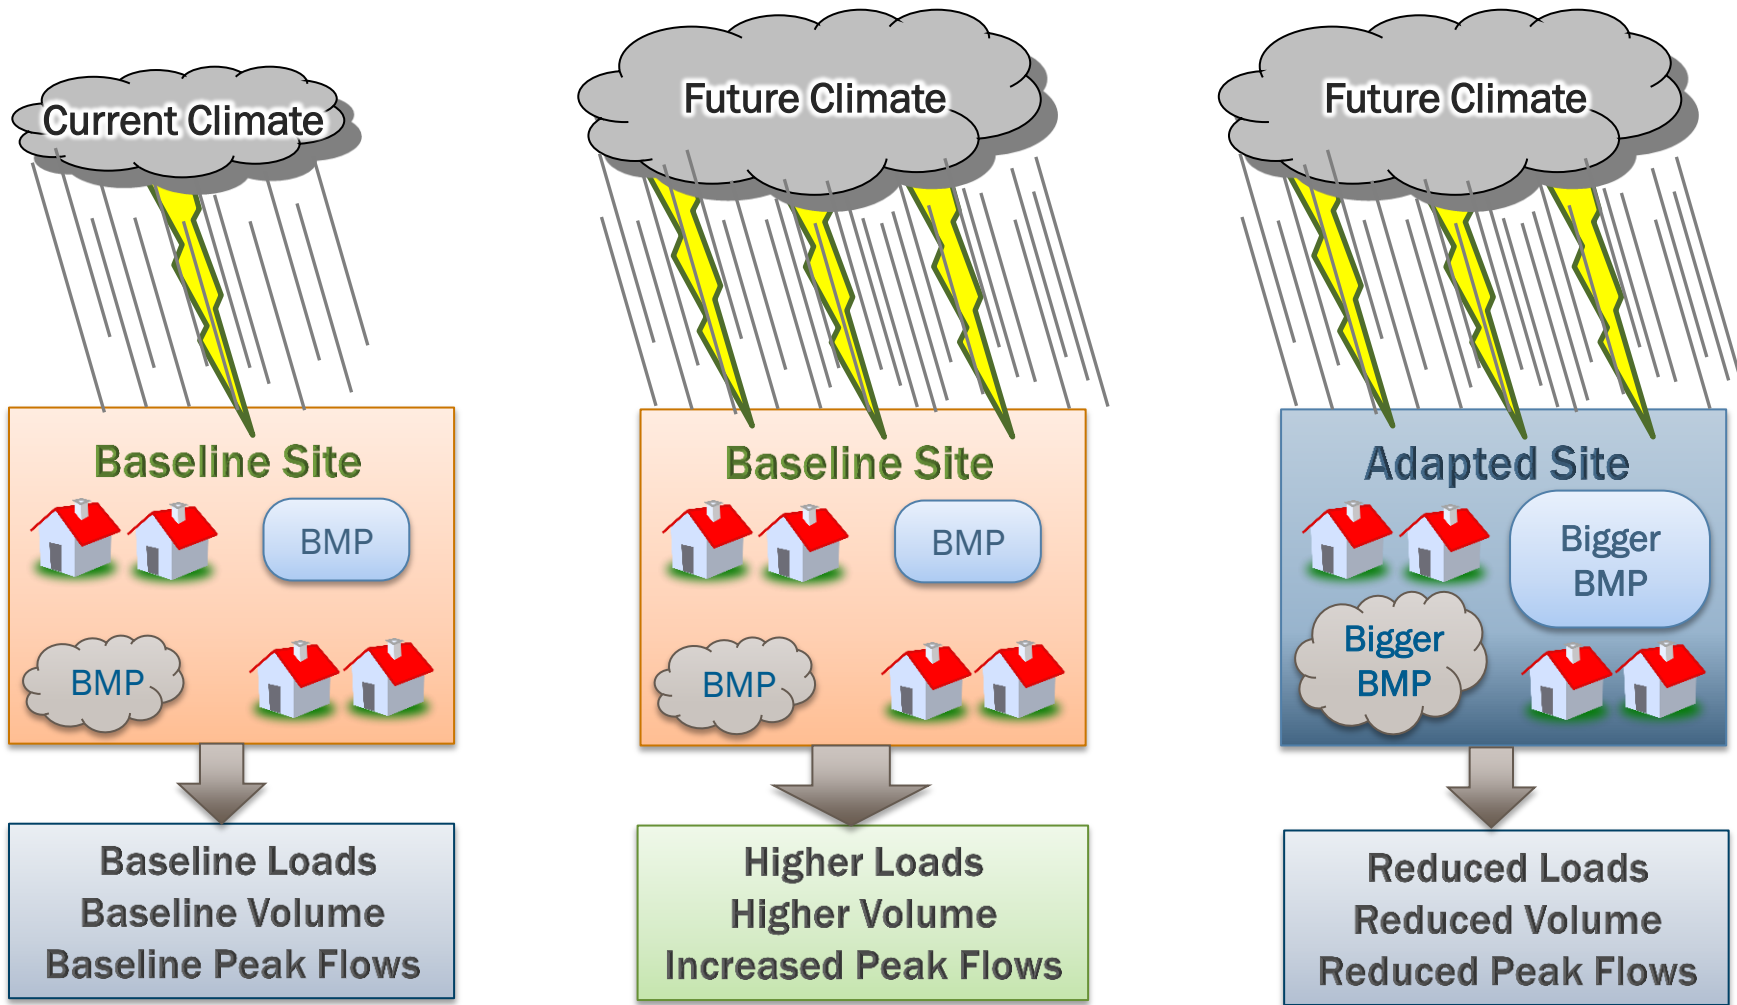 Current Climate
Baseline Site
BMP
BMP
Baseline Loads
Baseline Volume
Baseline Peak Flows
Future Climate
Baseline Site
BMP
BMP
Higher Loads
Higher Volume
Increased Peak Flows
Future Climate
Adapted Site
Bigger
BMP
Bigger
BMP
Reduced Loads
Reduced Volume
Reduced Peak Flows